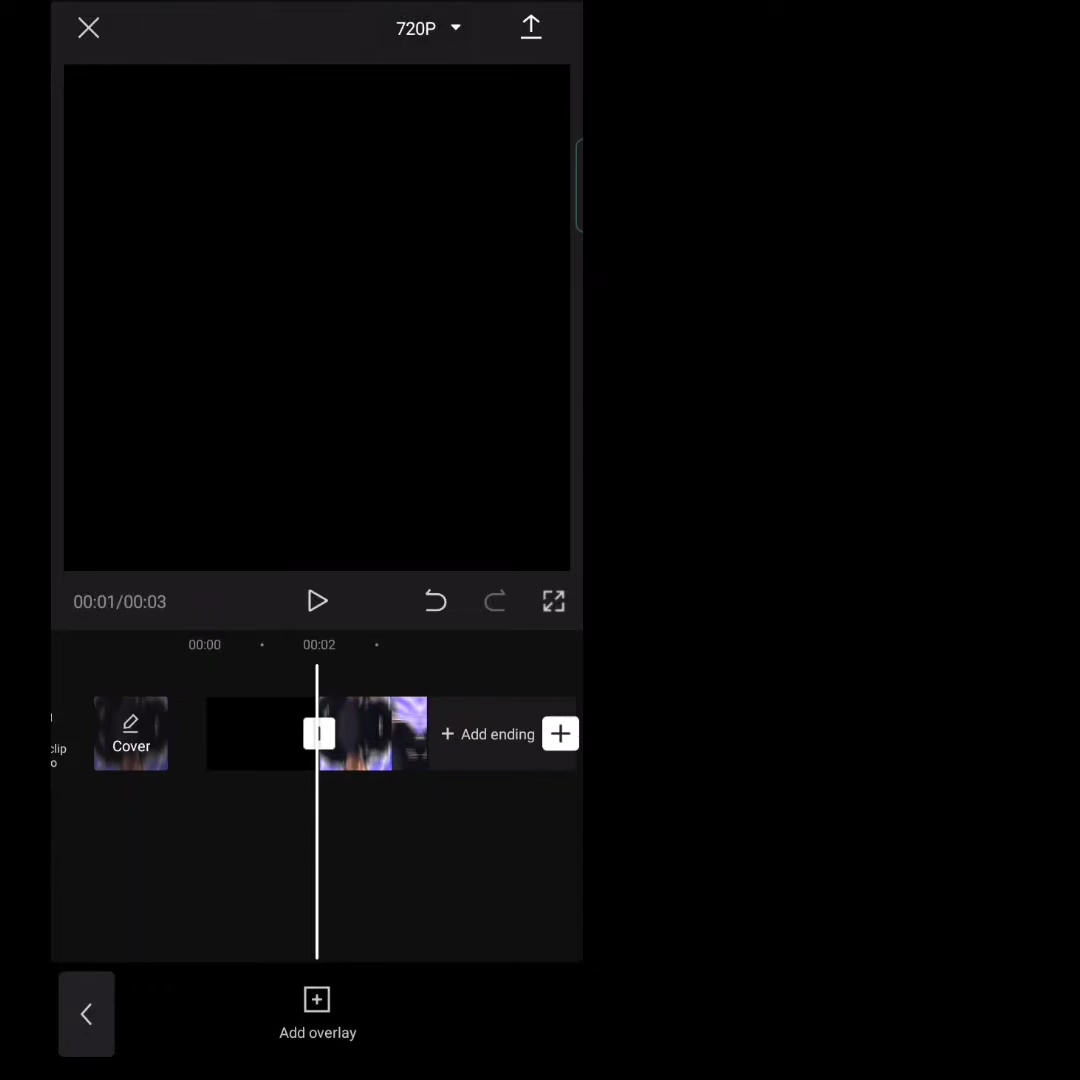 720P
00:01/00:03
00:00
00:02
clip
o
Cover
+ Add ending
Add overlay